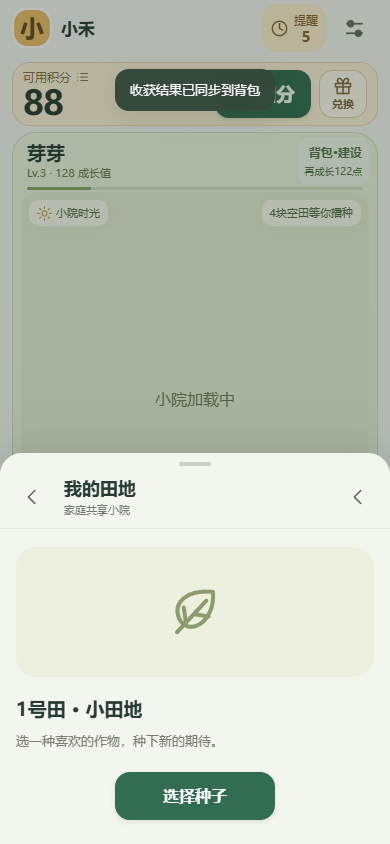 小
小禾
提醒
5
可用积分
88
收获结果已同步到背包
分
兑换
芽芽
Lv.3 · 128 成长值
背包•建设
再成长122点
小院时光
4块空田等你播种
小院加载中
我的田地
家庭共享小院
1号田 • 小田地
选一种喜欢的作物，种下新的期待。
选择种子